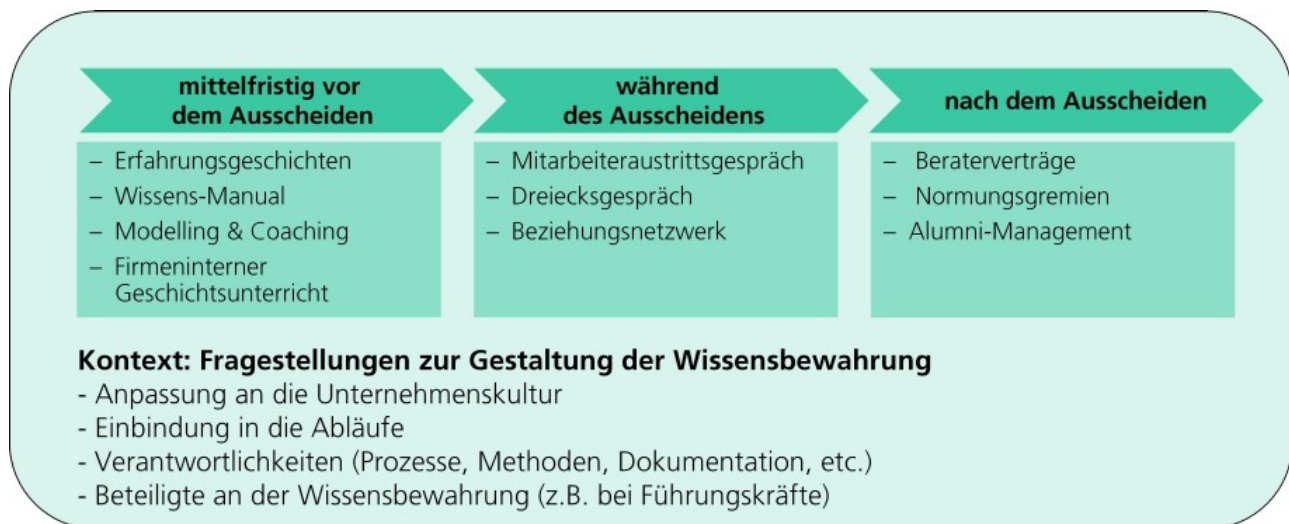 mittelfristig vor
dem Ausscheiden
– Erfahrungsgeschichten
– Wissens-Manual
– Modelling & Coaching
– Firmeninterner
Geschichtsunterricht
während
des Ausscheidens
– Mitarbeiteraustrittsgespräch
– Dreiecksgespräch
– Beziehungsnetzwerk
nach dem Ausscheiden
– Beraterverträge
– Normungsgremien
– Alumni-Management
Kontext: Fragestellungen zur Gestaltung der Wissensbewahrung
- Anpassung an die Unternehmenskultur
- Einbindung in die Abläufe
- Verantwortlichkeiten (Prozesse, Methoden, Dokumentation, etc.)
- Beteiligte an der Wissensbewahrung (z.B. bei Führungskräfte)